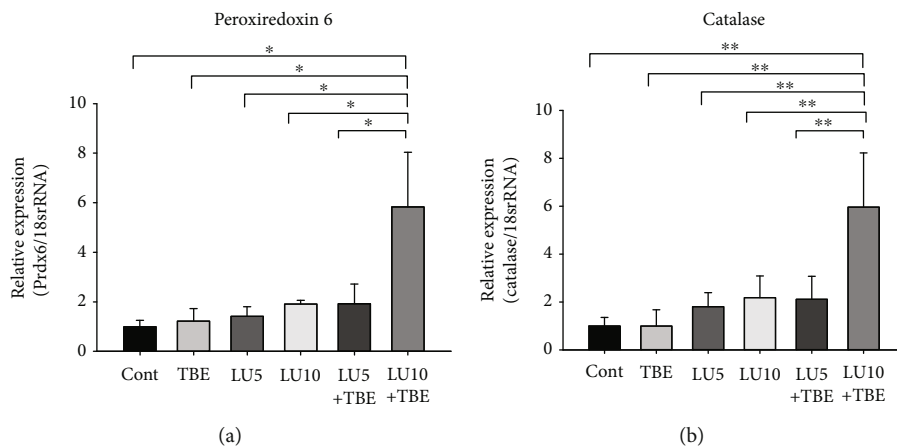 Peroxiredoxin 6
*
*
*
*
*
10
8
6
4
2
0
Relative expression
(Prdx6/18srRNA)
Cont
TBE
LU5
LU10
LU5
+TBE
LU10
+TBE
(a)
Catalase
**
**
**
**
**
10
8
6
4
2
0
Relative expression
(catalase/18srRNA)
Cont
TBE
LU5
LU10
LU5
+TBE
LU10
+TBE
(b)